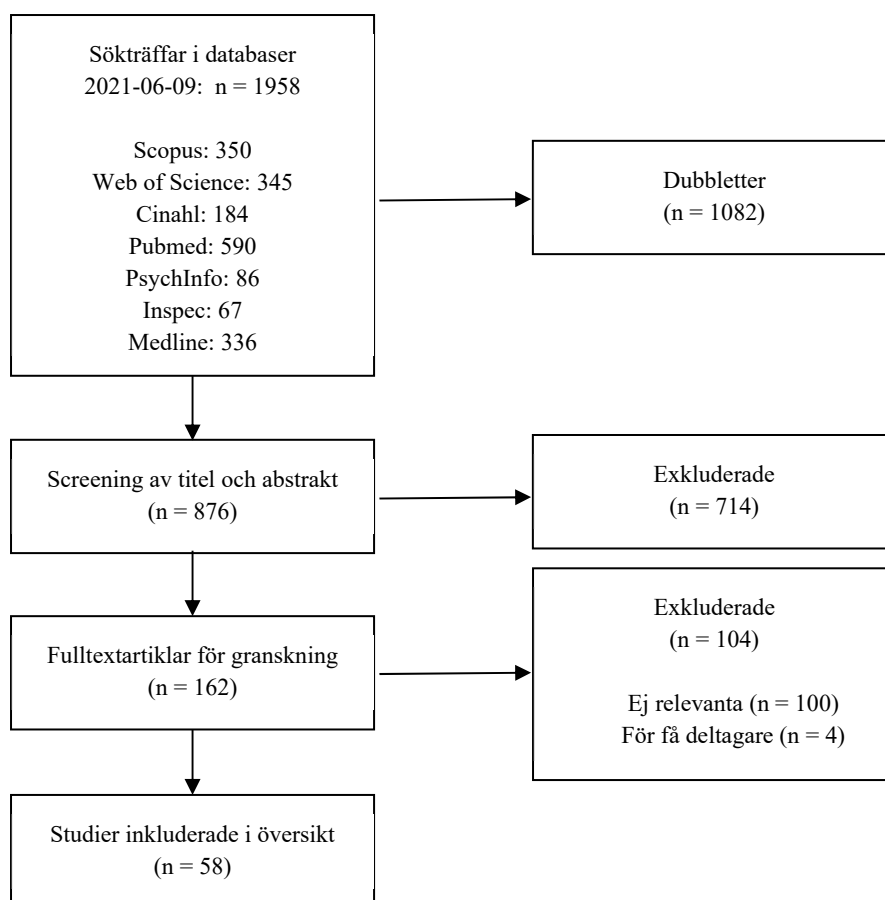 Sökträffar i databaser
2021-06-09: n = 1958
Scopus: 350
Web of Science: 345
Cinahl: 184
Pubmed: 590
PsychInfo: 86
Inspec: 67
Medline: 336
Dubbletter
(n = 1082)
Screening av titel och abstrakt
(n = 876)
Exkluderade
(n = 714)
Fulltextartiklar för granskning
(n = 162)
Exkluderade
(n = 104)
Ej relevanta (n = 100)
För få deltagare (n = 4)
Studier inkluderade i översikt
(n = 58)